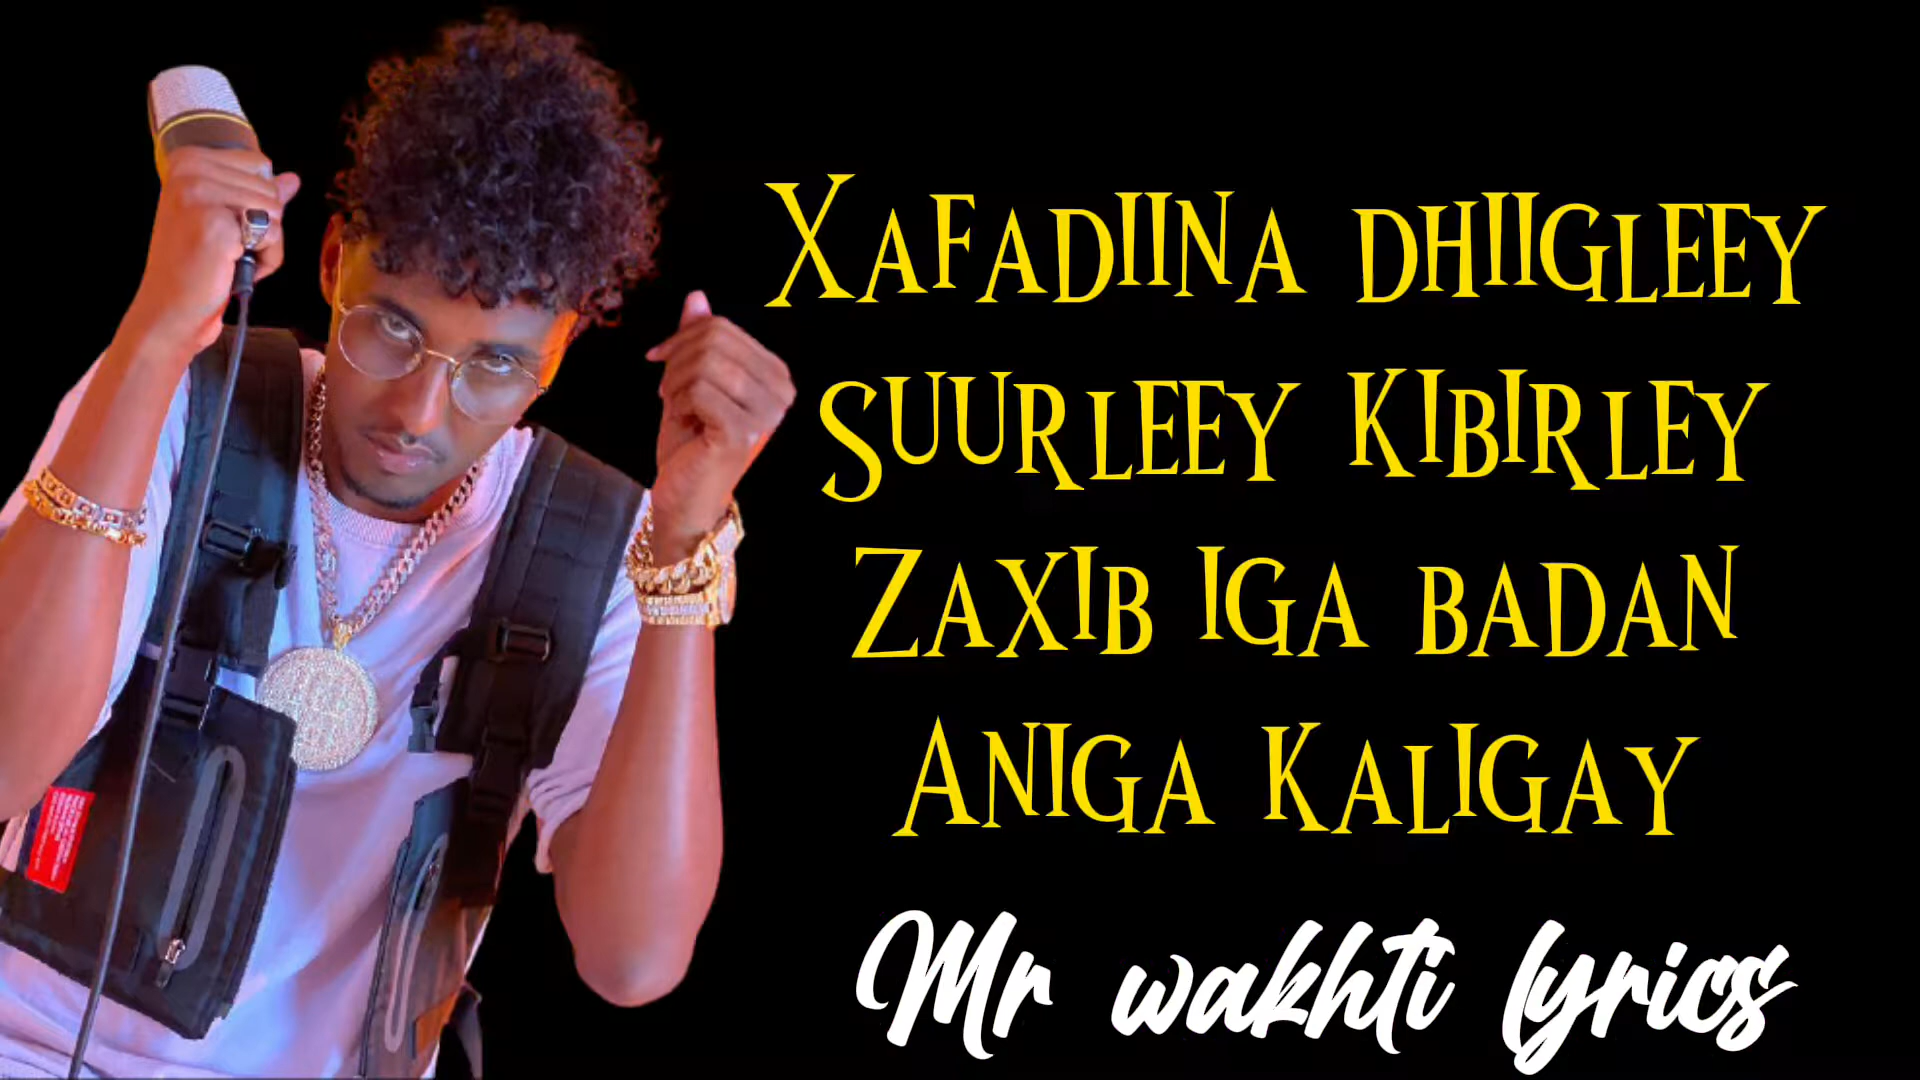 Xafadiina dhiigleey
Suurleey kibirley
Zaxib iga badan
Aniga kaligay
Mr wakhti lyrics